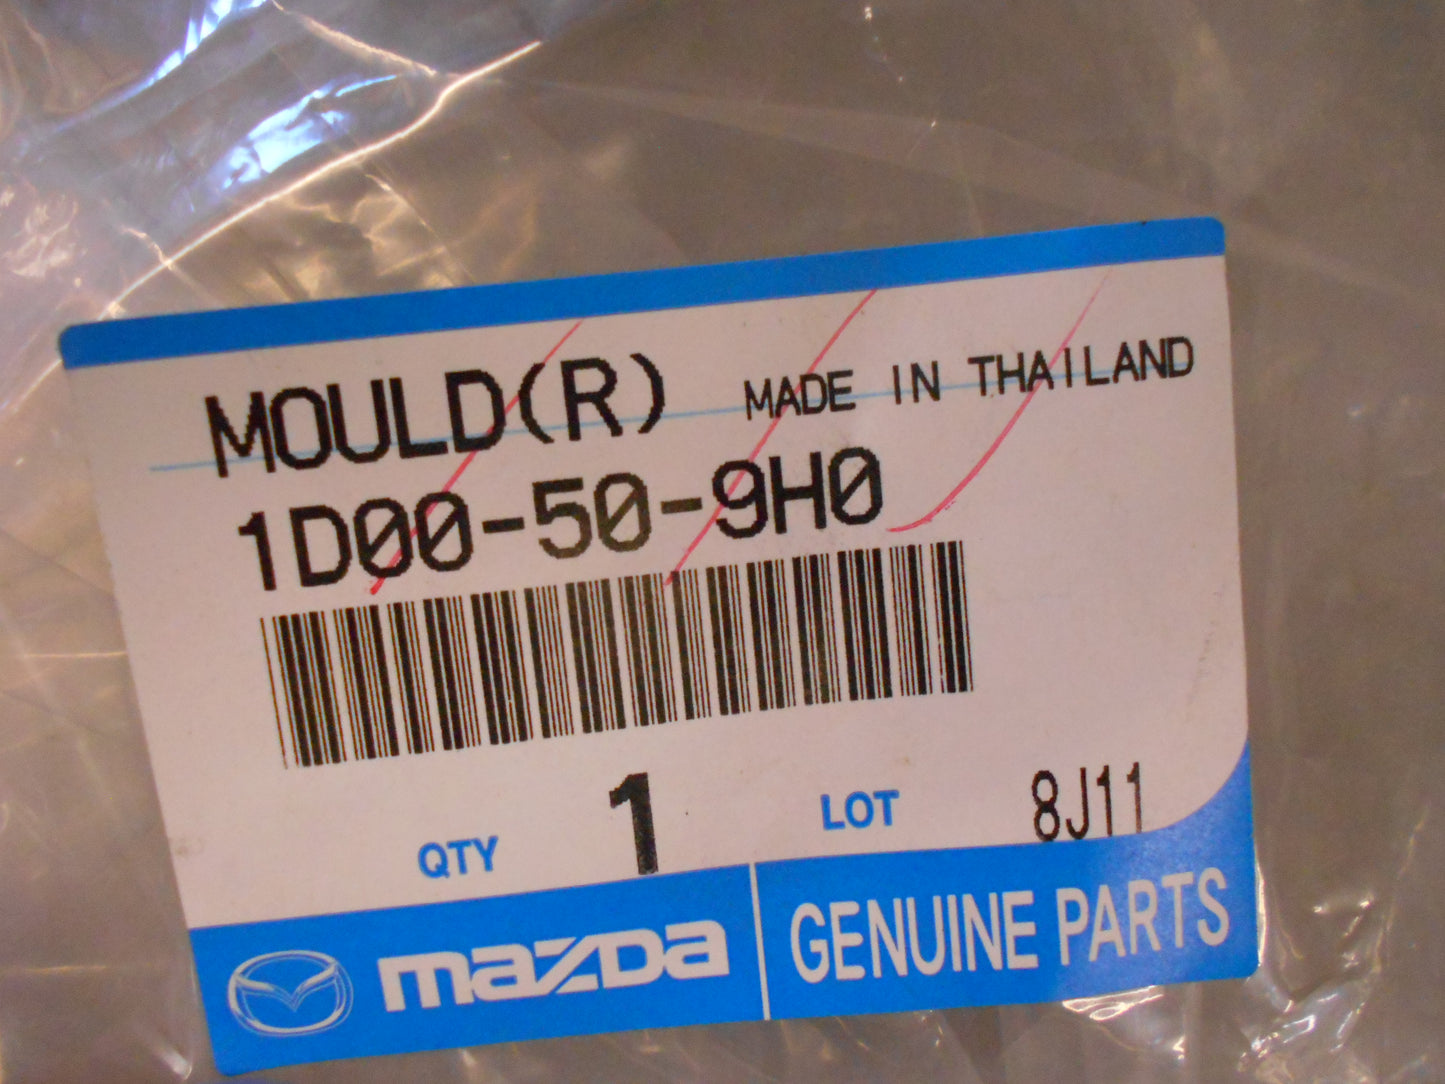 MOULD(R) MADE IN THAILAND
1D00-50-9H0
QTY 1 LOT 8J11
mazda GENUINE PARTS